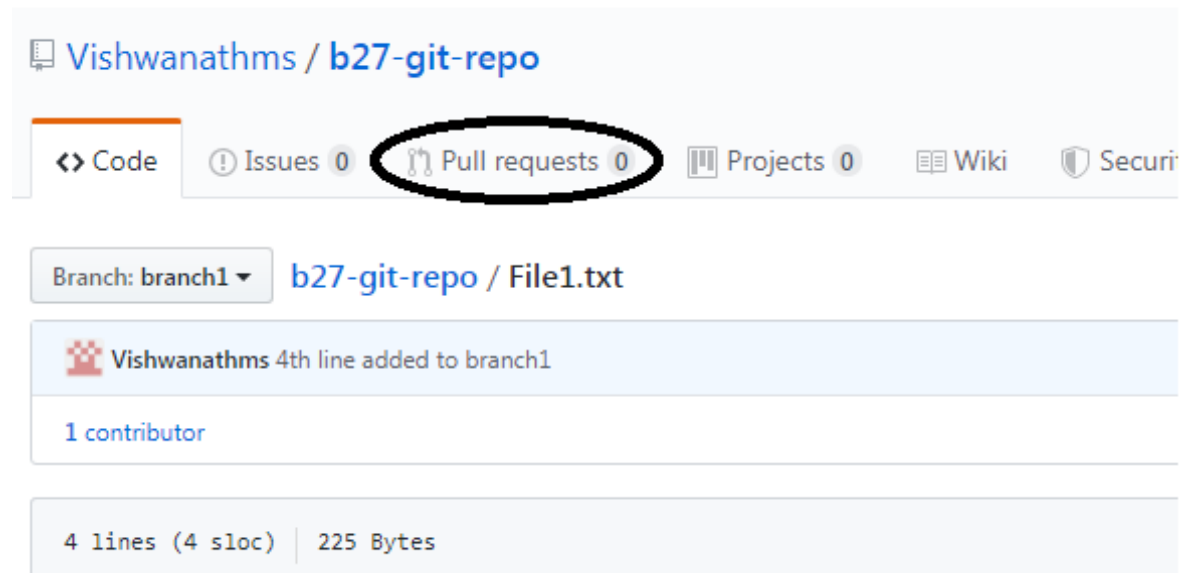 Vishwanathms / b27-git-repo
<> Code Issues 0 Pull requests 0 Projects 0 Wiki Securit
Branch: branch1 b27-git-repo / File1.txt
Vishwanathms 4th line added to branch1
1 contributor
4 lines (4 sloc) 225 Bytes